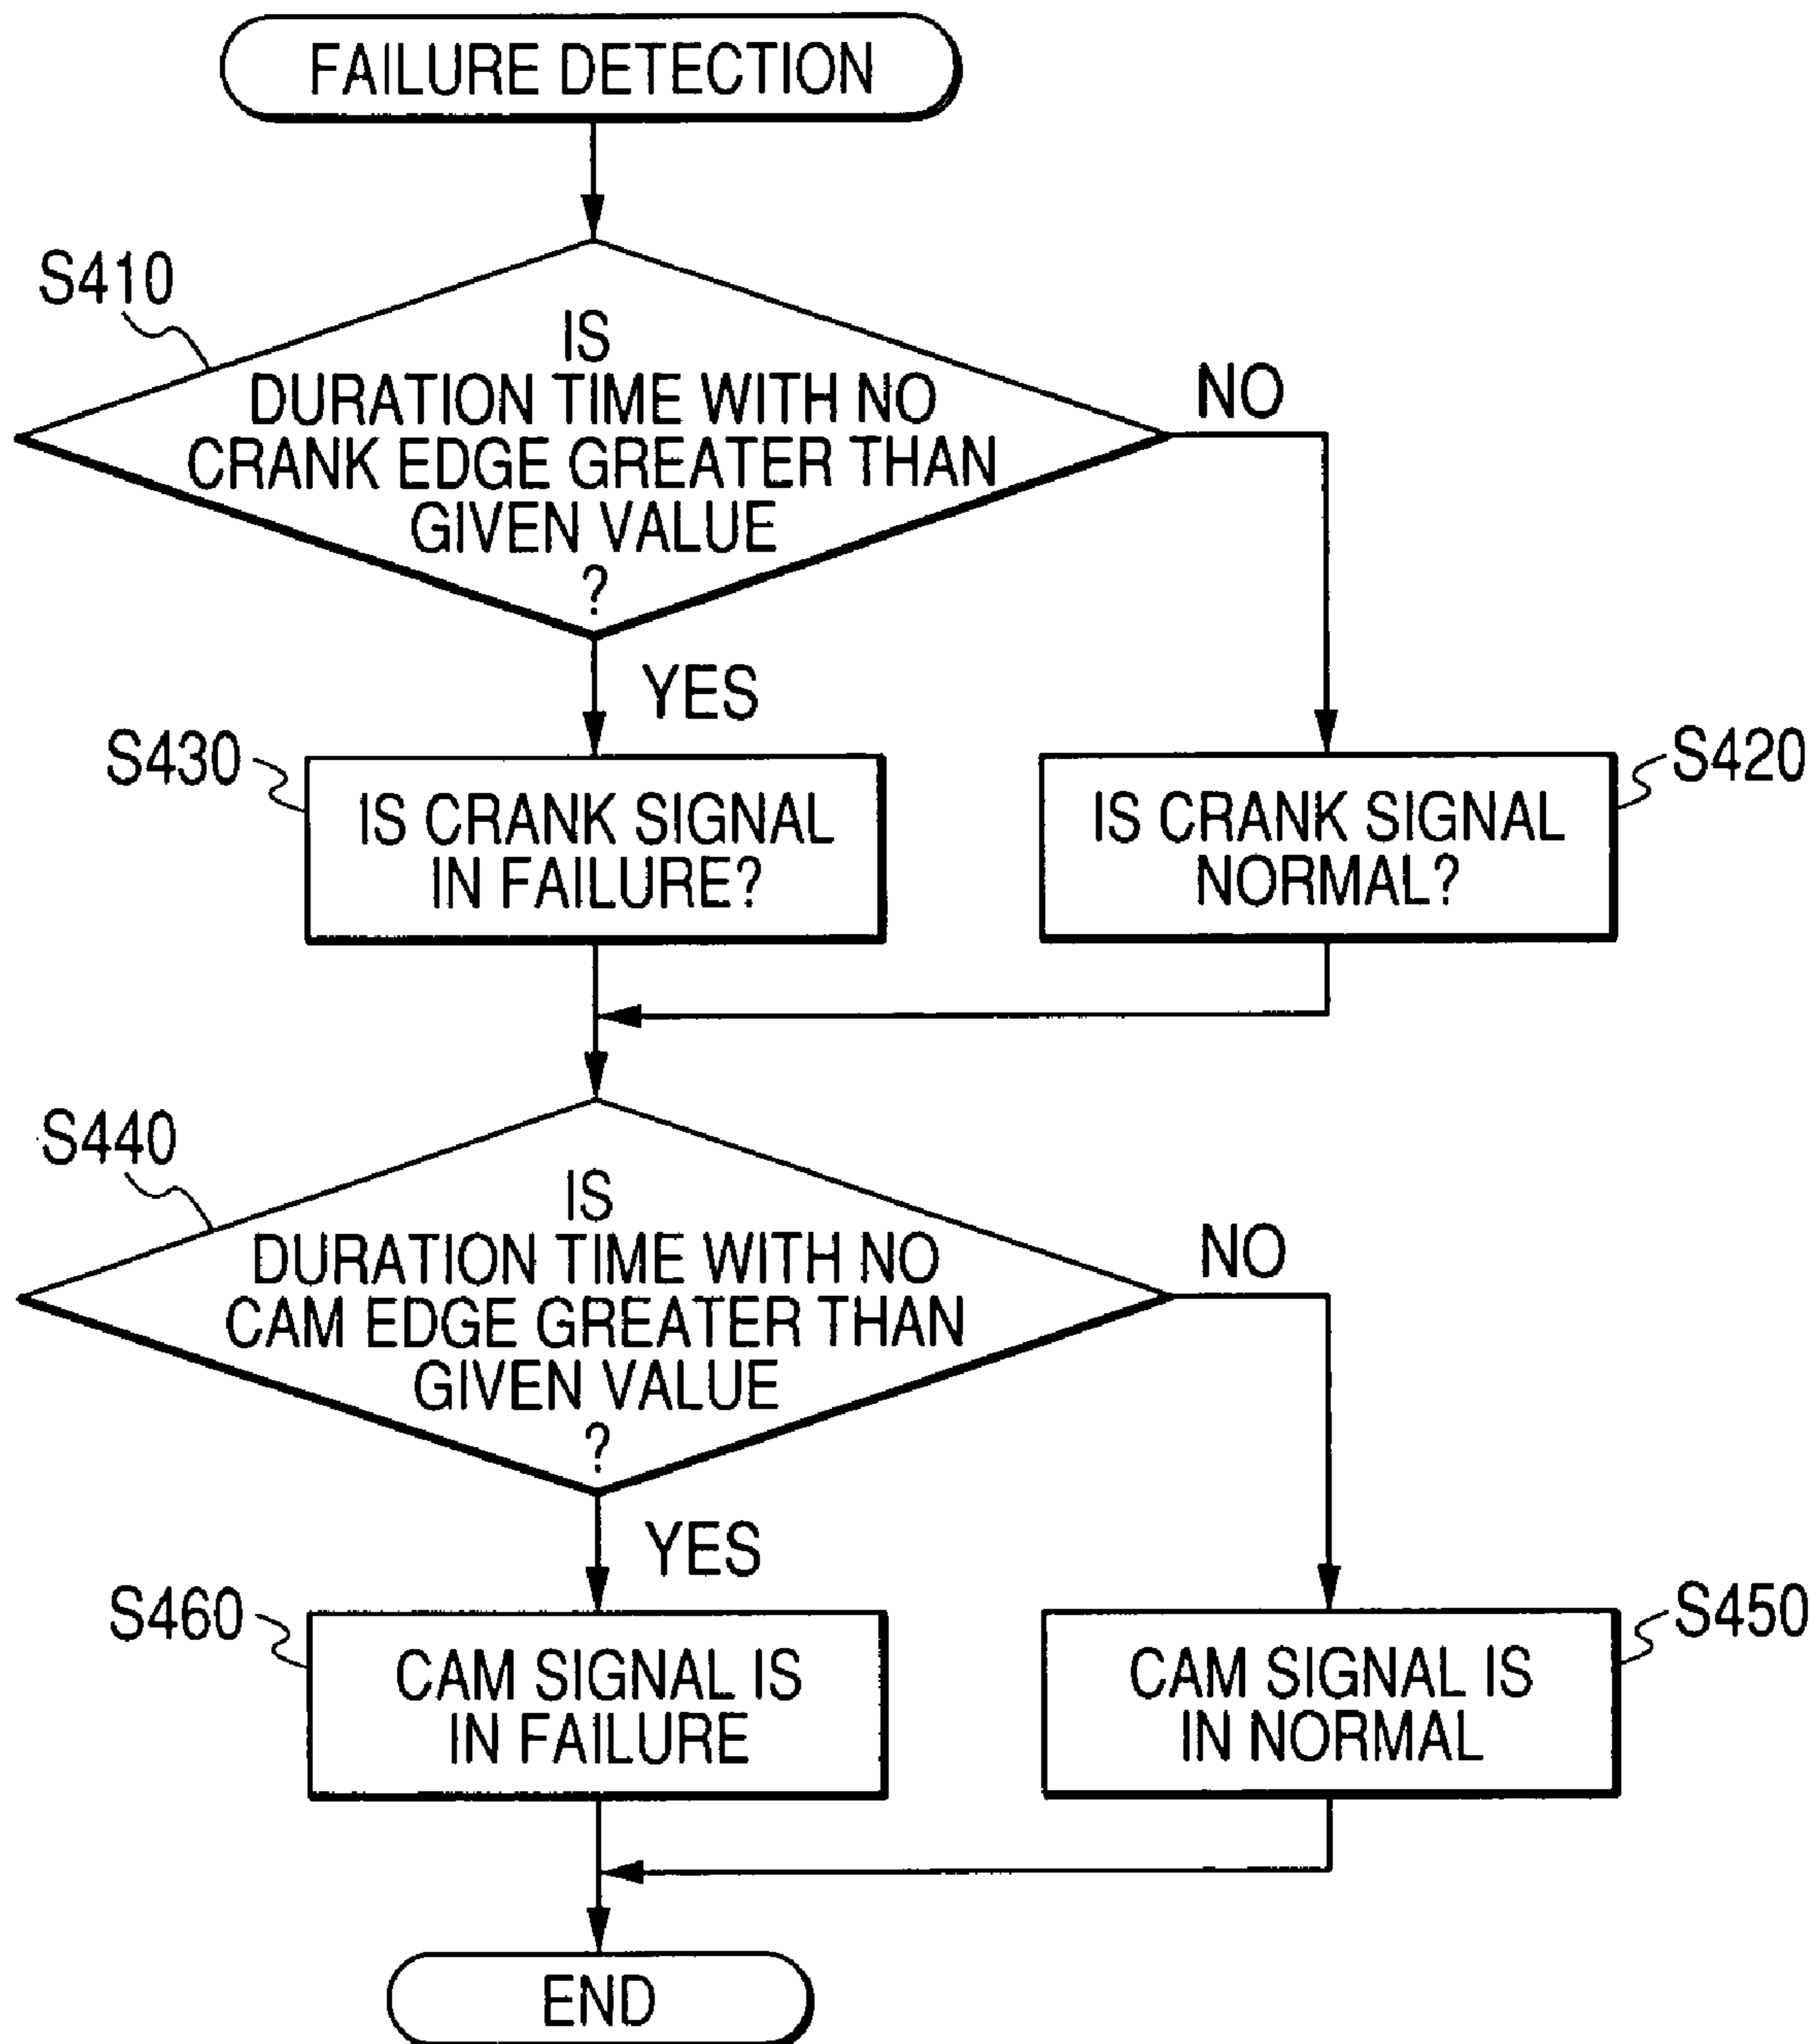 FAILURE DETECTION
S410
IS
DURATION TIME WITH NO
CRANK EDGE GREATER THAN
GIVEN VALUE
?
NO
YES
S430
IS CRANK SIGNAL
IN FAILURE?
S420
IS CRANK SIGNAL
NORMAL?
S440
IS
DURATION TIME WITH NO
CAM EDGE GREATER THAN
GIVEN VALUE
?
NO
YES
S460
CAM SIGNAL IS
IN FAILURE
S450
CAM SIGNAL IS
IN NORMAL
END